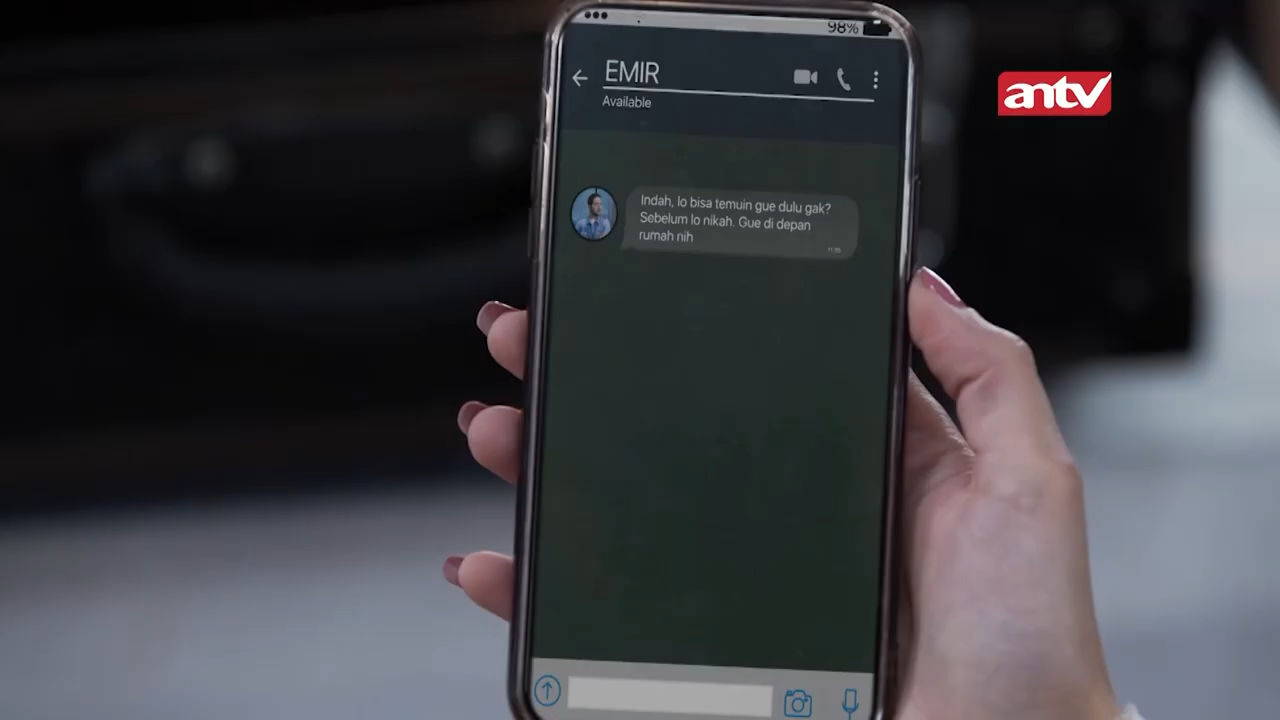 98%
EMIR
Available
antv
Indah, lo bisa temuin gue dulu gak?
Sebelum lo nikah. Gue di depan
rumah nih